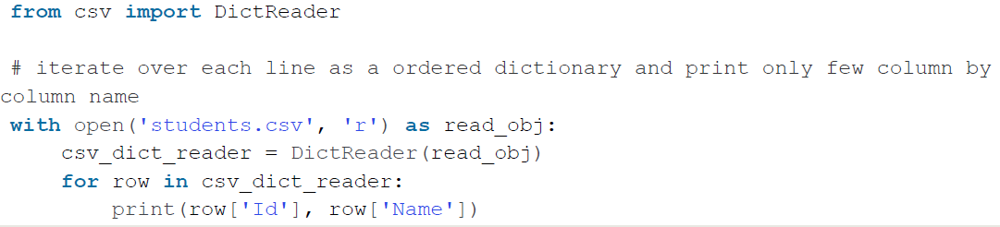 from csv import DictReader
# iterate over each line as a ordered dictionary and print only few column by
column name
with open('students.csv', 'r') as read_obj:
    csv_dict_reader = DictReader(read_obj)
    for row in csv_dict_reader:
        print(row['Id'], row['Name'])